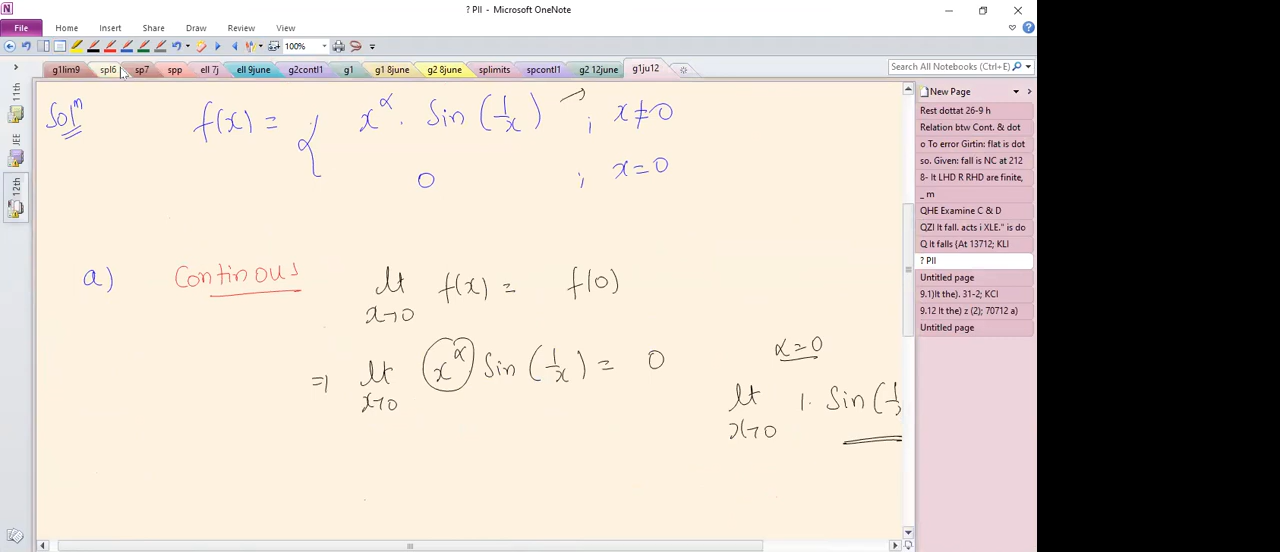 ? PII - Microsoft OneNote
File Home Insert Share Draw Review View
100%
g1lim9 spl6 sp7 spp ell 7j ell 9june g2contl1 g1 g1 8june g2 8june splimits spcontl1 g2 12june g1ju12
Search All Notebooks (Ctrl+E)
11th
JEE
12th
New Page
Rest dottat 26-9 h
Relation btw Cont. & dot
o To error Girtin: flat is dot
so. Given: fall is NC at 212
8- It LHD R RHD are finite,
_ m
QHE Examine C & D
QZI It fall. acts i XLE." is do
Q It falls {At 13712; KLI
? PII
Untitled page
9.1)It the). 31-2; KCI
9.12 It the) z (2); 70712 a)
Untitled page
Solⁿ f(x) = { x^α . Sin (1/x) ; x≠0
0 ; x=0
a) Continous lt x→0 f(x) = f(0)
⇒ lt x→0 x^α Sin (1/x) = 0
α=0
lt x→0 1. Sin (1/